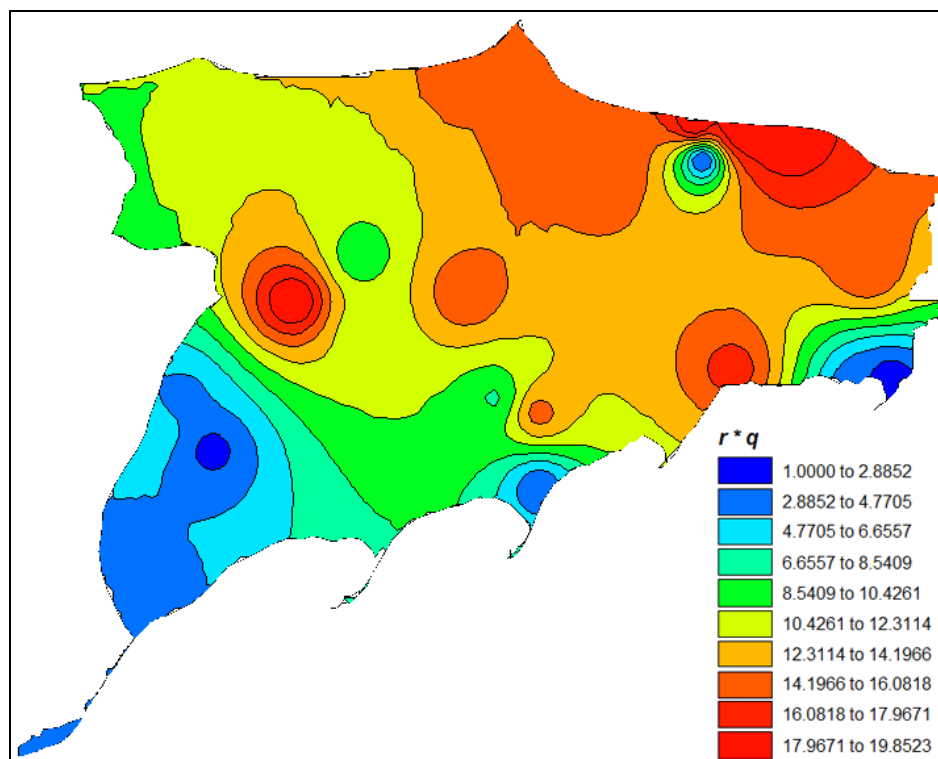 r * q
1.0000 to 2.8852
2.8852 to 4.7705
4.7705 to 6.6557
6.6557 to 8.5409
8.5409 to 10.4261
10.4261 to 12.3114
12.3114 to 14.1966
14.1966 to 16.0818
16.0818 to 17.9671
17.9671 to 19.8523